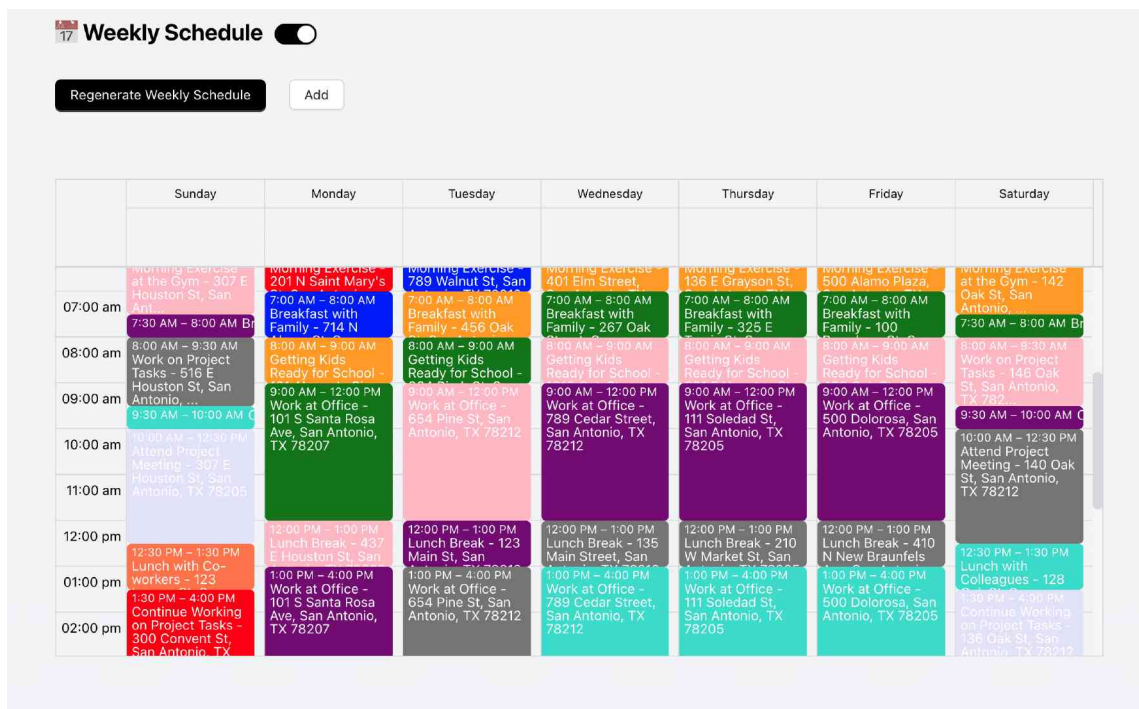 17 Weekly Schedule
Regenerate Weekly Schedule
Add
Sunday
Monday
Tuesday
Wednesday
Thursday
Friday
Saturday
07:00 am
08:00 am
09:00 am
10:00 am
11:00 am
12:00 pm
01:00 pm
02:00 pm
Morning Exercise
at the Gym - 307 E
Houston St, San
Ant...
7:30 AM – 8:00 AM Br
8:00 AM – 9:30 AM
Work on Project
Tasks - 516 E
Houston St, San
Antonio, ...
9:30 AM – 10:00 AM
10:00 AM – 12:30 PM
Attend Project
Meeting - 307 E
Houston St, San
Antonio, TX 78205
12:30 PM – 1:30 PM
Lunch with Co-
workers - 123
1:30 PM – 4:00 PM
Continue Working
on Project Tasks -
300 Convent St,
San Antonio, TX
Morning Exercise -
201 N Saint Mary's
7:00 AM – 8:00 AM
Breakfast with
Family - 714 N
8:00 AM – 9:00 AM
Getting Kids
Ready for School -
9:00 AM – 12:00 PM
Work at Office -
101 S Santa Rosa
Ave, San Antonio,
TX 78207
12:00 PM – 1:00 PM
Lunch Break - 437
E Houston St, San
1:00 PM – 4:00 PM
Work at Office -
101 S Santa Rosa
Ave, San Antonio,
TX 78207
Morning Exercise -
789 Walnut St, San
7:00 AM – 8:00 AM
Breakfast with
Family - 456 Oak
8:00 AM – 9:00 AM
Getting Kids
Ready for School -
9:00 AM – 12:00 PM
Work at Office -
654 Pine St, San
Antonio, TX 78212
12:00 PM – 1:00 PM
Lunch Break - 123
Main St, San
1:00 PM – 4:00 PM
Work at Office -
654 Pine St, San
Antonio, TX 78212
Morning Exercise -
401 Elm Street,
7:00 AM – 8:00 AM
Breakfast with
Family - 267 Oak
8:00 AM – 9:00 AM
Getting Kids
Ready for School -
9:00 AM – 12:00 PM
Work at Office -
789 Cedar Street,
San Antonio, TX
78212
12:00 PM – 1:00 PM
Lunch Break - 135
Main Street, San
1:00 PM – 4:00 PM
Work at Office -
789 Cedar Street,
San Antonio, TX
78212
Morning Exercise -
136 E Grayson St,
7:00 AM – 8:00 AM
Breakfast with
Family - 325 E
8:00 AM – 9:00 AM
Getting Kids
Ready for School -
9:00 AM – 12:00 PM
Work at Office -
111 Soledad St,
San Antonio, TX
78205
12:00 PM – 1:00 PM
Lunch Break - 210
W Market St, San
1:00 PM – 4:00 PM
Work at Office -
111 Soledad St,
San Antonio, TX
78205
Morning Exercise -
500 Alamo Plaza,
7:00 AM – 8:00 AM
Breakfast with
Family - 100
8:00 AM – 9:00 AM
Getting Kids
Ready for School -
9:00 AM – 12:00 PM
Work at Office -
500 Dolorosa, San
Antonio, TX 78205
12:00 PM – 1:00 PM
Lunch Break - 410
N New Braunfels
1:00 PM – 4:00 PM
Work at Office -
500 Dolorosa, San
Antonio, TX 78205
Morning Exercise
at the Gym - 142
Oak St, San
Antonio, ...
7:30 AM – 8:00 AM Br
8:00 AM – 9:30 AM
Work on Project
Tasks - 146 Oak
St, San Antonio,
TX 782...
9:30 AM – 10:00 AM
10:00 AM – 12:30 PM
Attend Project
Meeting - 140 Oak
St, San Antonio,
TX 78212
12:30 PM – 1:30 PM
Lunch with
Colleagues - 128
1:30 PM – 4:00 PM
Continue Working
on Project Tasks -
136 Oak St, San
Antonio, TX 78212